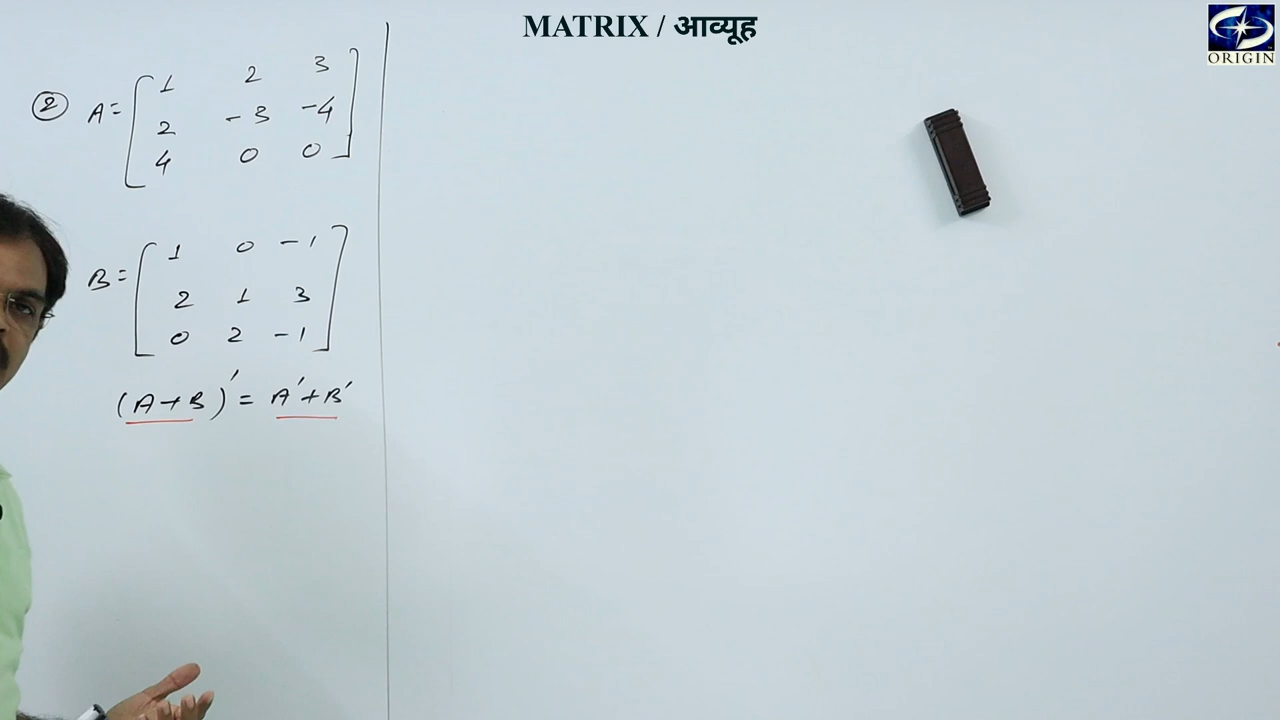 MATRIX / आव्यूह
ORIGIN
② A = [ 1 2 3
2 -3 -4
4 0 0 ]
B = [ 1 0 -1
2 1 3
0 2 -1 ]
(A+B)' = A'+B'